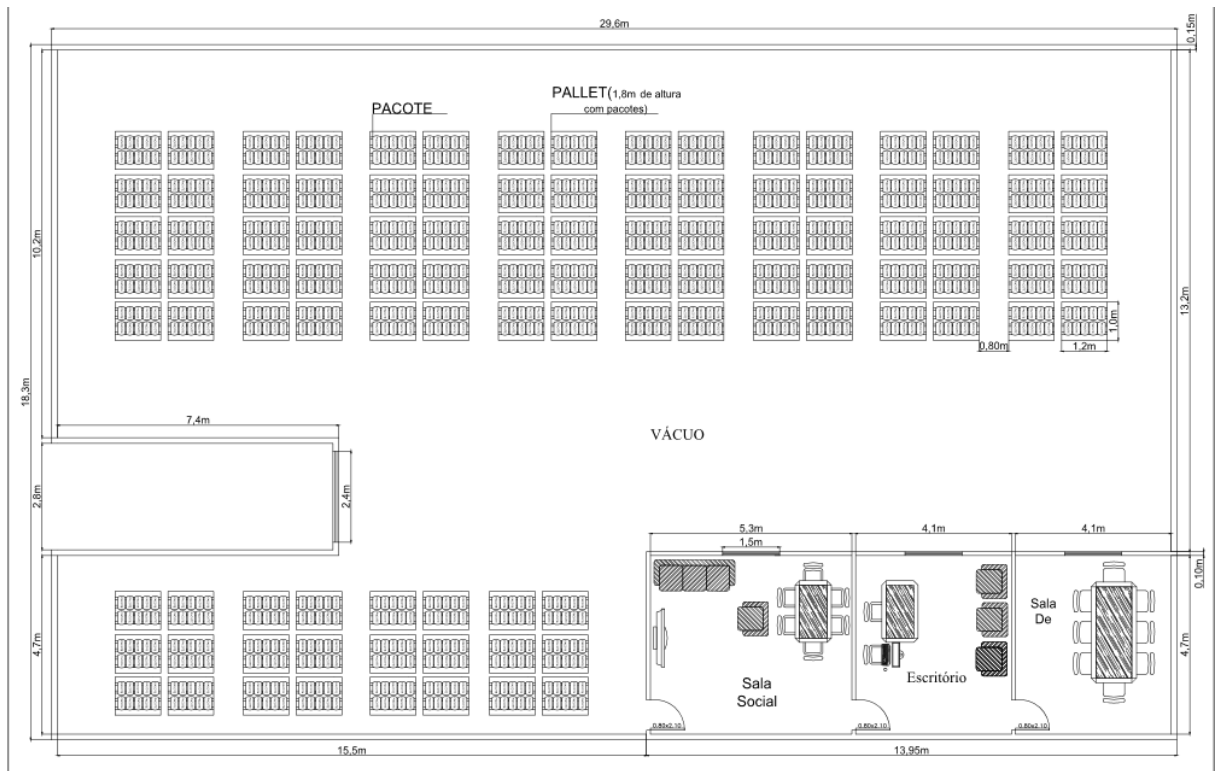 29,6m
0,15m
PALLET(1,8m de altura
com pacotes)
PACOTE
10,2m
13,2m
1,0m
0,80m
1,2m
18,3m
7,4m
VÁCUO
2,8m
2,4m
5,3m
4,1m
4,1m
1,5m
0,10m
Sala
De
4,7m
4,7m
Escritório
Sala
Social
0.80x2.10
0.80x2.10
0.80x2.10
15,5m
13,95m